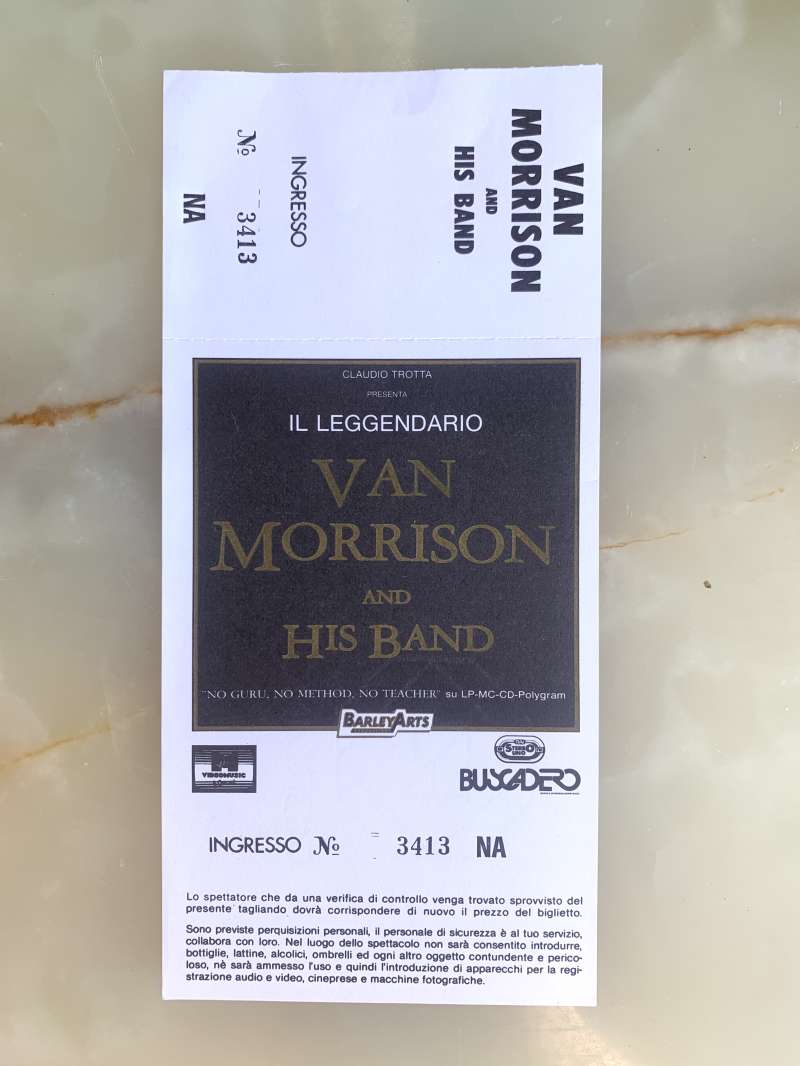 VAN
MORRISON
AND
HIS BAND
INGRESSO
Nº 3413
NA
CLAUDIO TROTTA
PRESENTA
IL LEGGENDARIO
VAN
MORRISON
AND
HIS BAND
"NO GURU, NO METHOD, NO TEACHER" su LP-MC-CD-Polygram
BARLEY ARTS
VIDEOMUSIC
STEREO
UNO
BUSCADERO
INGRESSO Nº 3413 NA
Lo spettatore che da una verifica di controllo venga trovato sprovvisto del
presente tagliando dovrà corrispondere di nuovo il prezzo del biglietto.
Sono previste perquisizioni personali, il personale di sicurezza è al tuo servizio,
collabora con loro. Nel luogo dello spettacolo non sarà consentito introdurre,
bottiglie, lattine, alcolici, ombrelli ed ogni altro oggetto contundente e perico-
loso, nè sarà ammesso l'uso e quindi l'introduzione di apparecchi per la regi-
strazione audio e video, cineprese e macchine fotografiche.